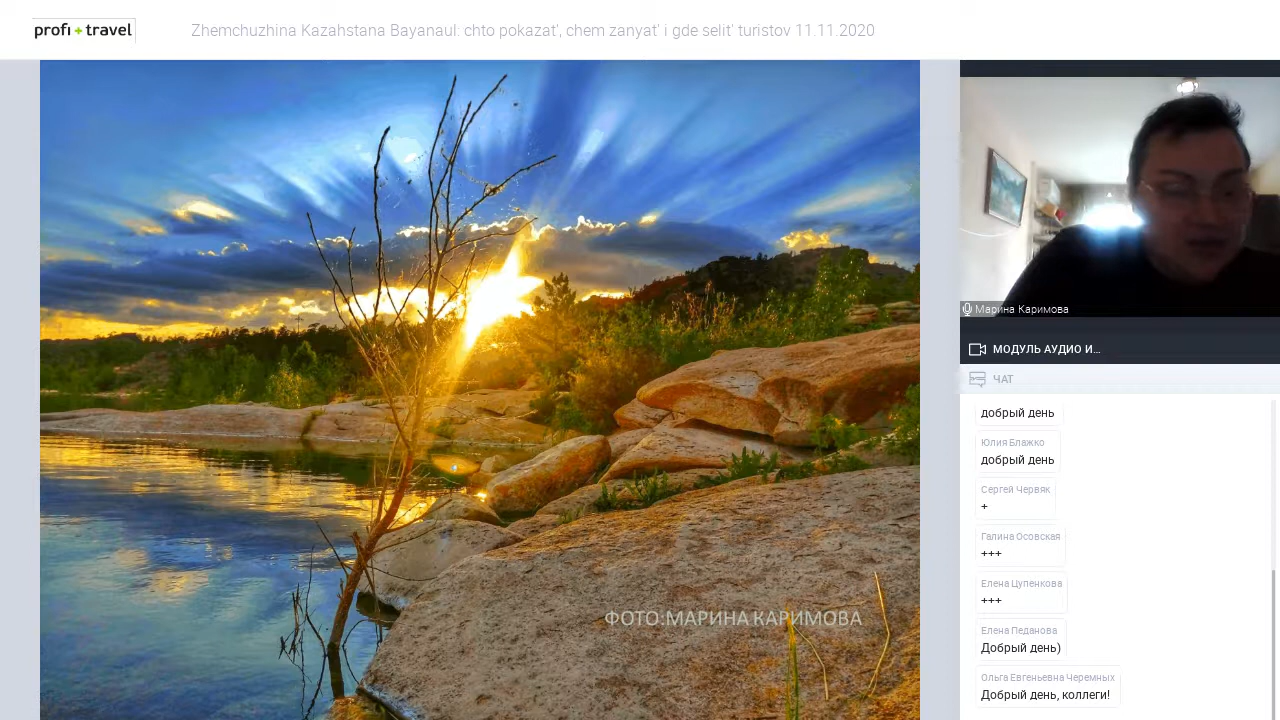 profi travel
Zhemchuzhina Kazahstana Bayanaul: chto pokazat', chem zanyat' i gde selit' turistov 11.11.2020
ФОТО:МАРИНА КАРИМОВА
Марина Каримова
МОДУЛЬ АУДИО И...
ЧАТ
добрый день
Юлия Блажко
добрый день
Сергей Червяк
+
Галина Осовская
+++
Елена Цупенкова
+++
Елена Педанова
Добрый день)
Ольга Евгеньевна Черемных
Добрый день, коллеги!